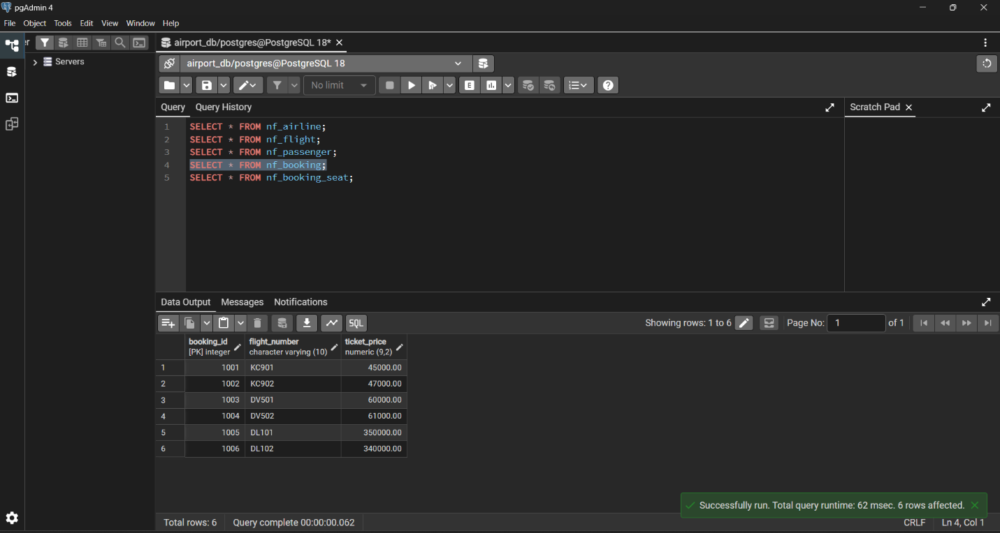 pgAdmin 4
File Object Tools Edit View Window Help
airport_db/postgres@PostgreSQL 18*
Servers
airport_db/postgres@PostgreSQL 18
No limit
E
Query Query History
Scratch Pad
1 SELECT * FROM nf_airline;
2 SELECT * FROM nf_flight;
3 SELECT * FROM nf_passenger;
4 SELECT * FROM nf_booking;
5 SELECT * FROM nf_booking_seat;
Data Output Messages Notifications
SQL
Showing rows: 1 to 6 Page No: 1 of 1
booking_id flight_number ticket_price
[PK] integer character varying (10) numeric (9,2)
1 1001 KC901 45000.00
2 1002 KC902 47000.00
3 1003 DV501 60000.00
4 1004 DV502 61000.00
5 1005 DL101 350000.00
6 1006 DL102 340000.00
Successfully run. Total query runtime: 62 msec. 6 rows affected.
Total rows: 6 Query complete 00:00:00.062 CRLF Ln 4, Col 1